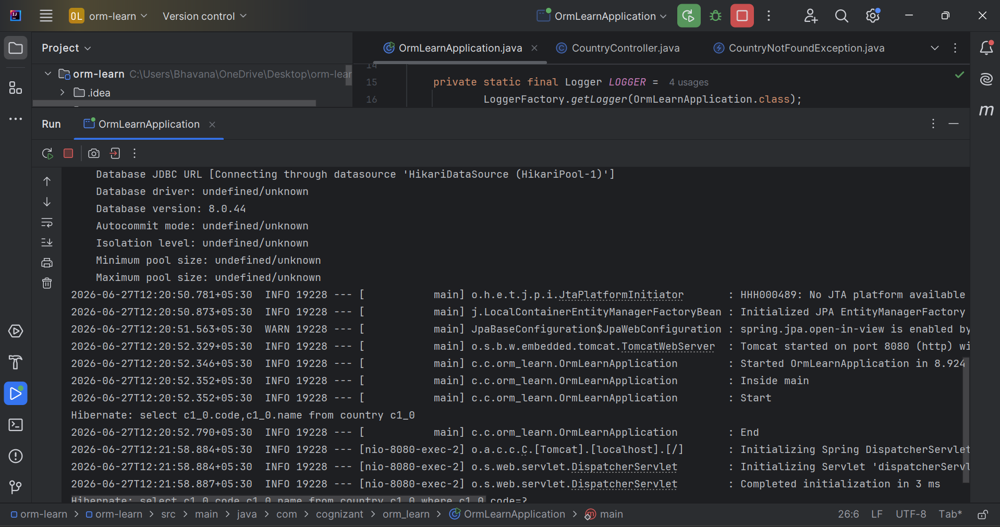 OL orm-learn Version control OrmLearnApplication
Project OrmLearnApplication.java CountryController.java CountryNotFoundException.java
orm-learn C:\Users\Bhavana\OneDrive\Desktop\orm-lear
.idea
14
15 private static final Logger LOGGER = 4 usages
16 LoggerFactory.getLogger(OrmLearnApplication.class);
Run OrmLearnApplication
Database JDBC URL [Connecting through datasource 'HikariDataSource (HikariPool-1)']
Database driver: undefined/unknown
Database version: 8.0.44
Autocommit mode: undefined/unknown
Isolation level: undefined/unknown
Minimum pool size: undefined/unknown
Maximum pool size: undefined/unknown
2026-06-27T12:20:50.781+05:30  INFO 19228 --- [           main] o.h.e.t.j.p.i.JtaPlatformInitiator       : HHH000489: No JTA platform available
2026-06-27T12:20:50.873+05:30  INFO 19228 --- [           main] j.LocalContainerEntityManagerFactoryBean : Initialized JPA EntityManagerFactory
2026-06-27T12:20:51.563+05:30  WARN 19228 --- [           main] JpaBaseConfiguration$JpaWebConfiguration : spring.jpa.open-in-view is enabled by
2026-06-27T12:20:52.329+05:30  INFO 19228 --- [           main] o.s.b.w.embedded.tomcat.TomcatWebServer  : Tomcat started on port 8080 (http) wi
2026-06-27T12:20:52.346+05:30  INFO 19228 --- [           main] c.c.orm_learn.OrmLearnApplication        : Started OrmLearnApplication in 8.924
2026-06-27T12:20:52.352+05:30  INFO 19228 --- [           main] c.c.orm_learn.OrmLearnApplication        : Inside main
2026-06-27T12:20:52.352+05:30  INFO 19228 --- [           main] c.c.orm_learn.OrmLearnApplication        : Start
Hibernate: select c1_0.code,c1_0.name from country c1_0
2026-06-27T12:20:52.790+05:30  INFO 19228 --- [           main] c.c.orm_learn.OrmLearnApplication        : End
2026-06-27T12:21:58.884+05:30  INFO 19228 --- [nio-8080-exec-2] o.a.c.c.C.[Tomcat].[localhost].[/]       : Initializing Spring DispatcherServlet
2026-06-27T12:21:58.884+05:30  INFO 19228 --- [nio-8080-exec-2] o.s.web.servlet.DispatcherServlet        : Initializing Servlet 'dispatcherServl
2026-06-27T12:21:58.887+05:30  INFO 19228 --- [nio-8080-exec-2] o.s.web.servlet.DispatcherServlet        : Completed initialization in 3 ms
Hibernate: select c1_0.code,c1_0.name from country c1_0 where c1_0.code=?
orm-learn > orm-learn > src > main > java > com > cognizant > orm_learn > OrmLearnApplication > main 26:6 LF UTF-8 Tab*